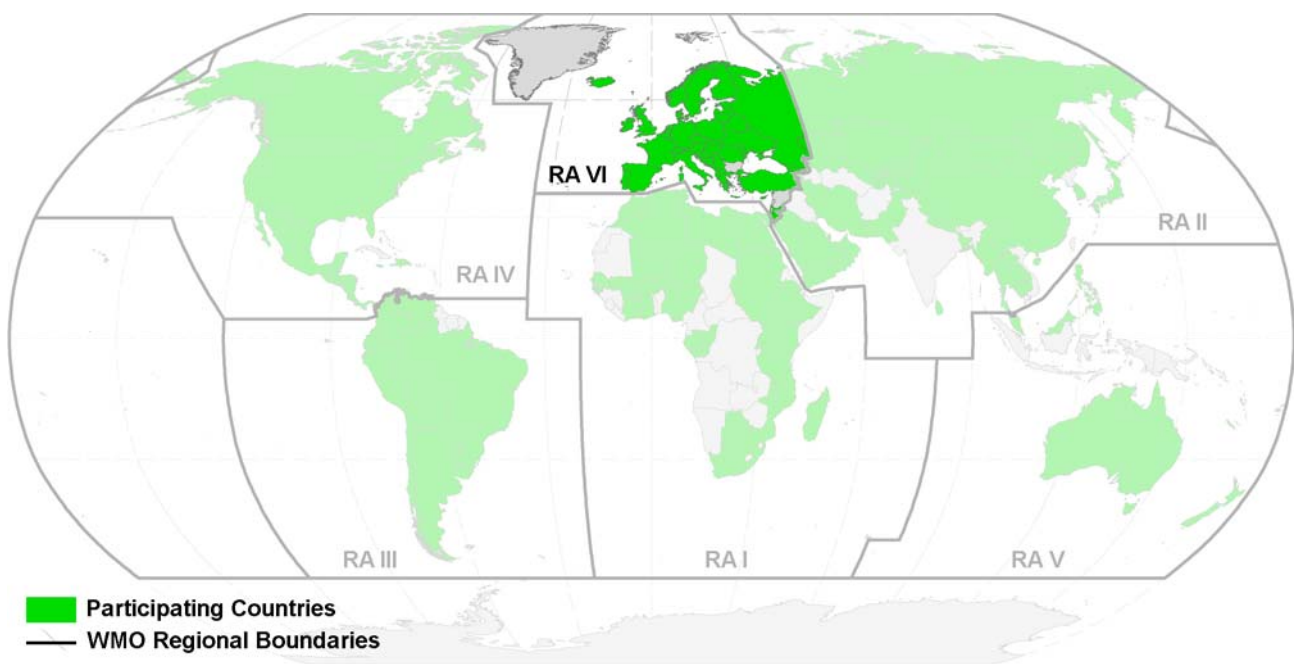 RA VI
RA II
RA IV
RA III
RA I
RA V
Participating Countries
WMO Regional Boundaries